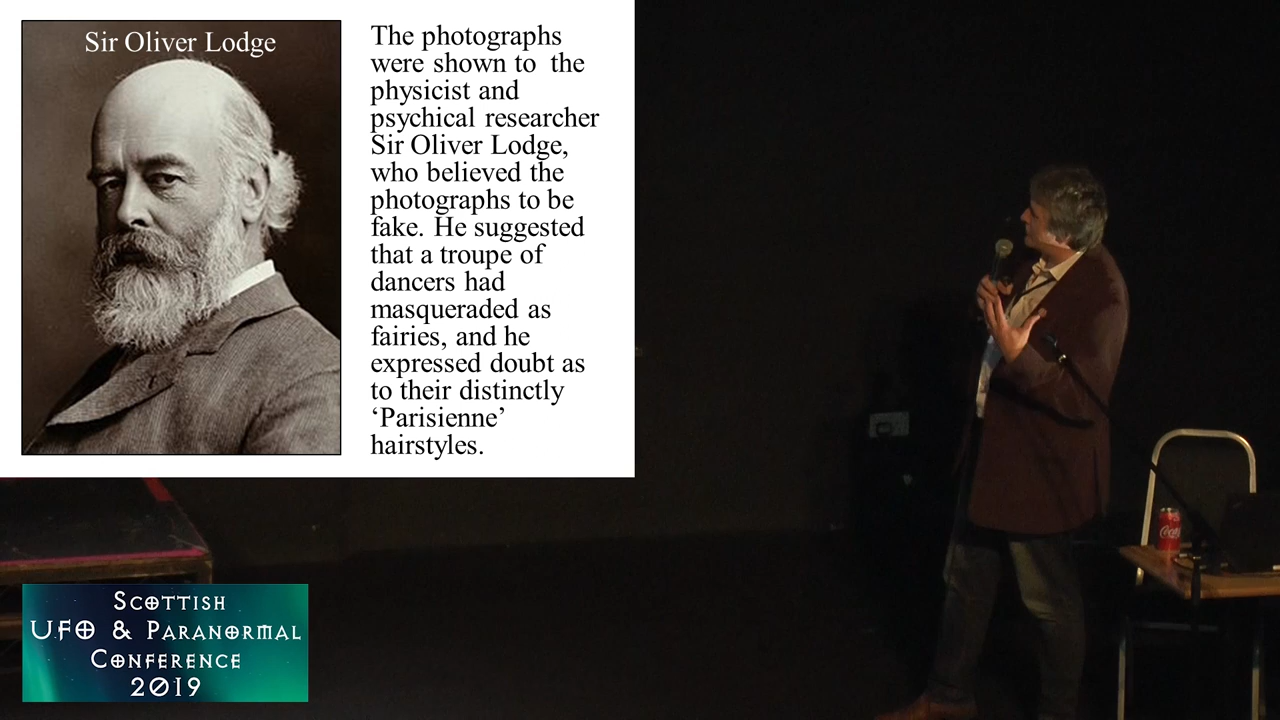 Sir Oliver Lodge
The photographs
were shown to the
physicist and
psychical researcher
Sir Oliver Lodge,
who believed the
photographs to be
fake. He suggested
that a troupe of
dancers had
masqueraded as
fairies, and he
expressed doubt as
to their distinctly
‘Parisienne’
hairstyles.
Scottish
UFO & Paranormal
Conference
2019
Coca-Cola